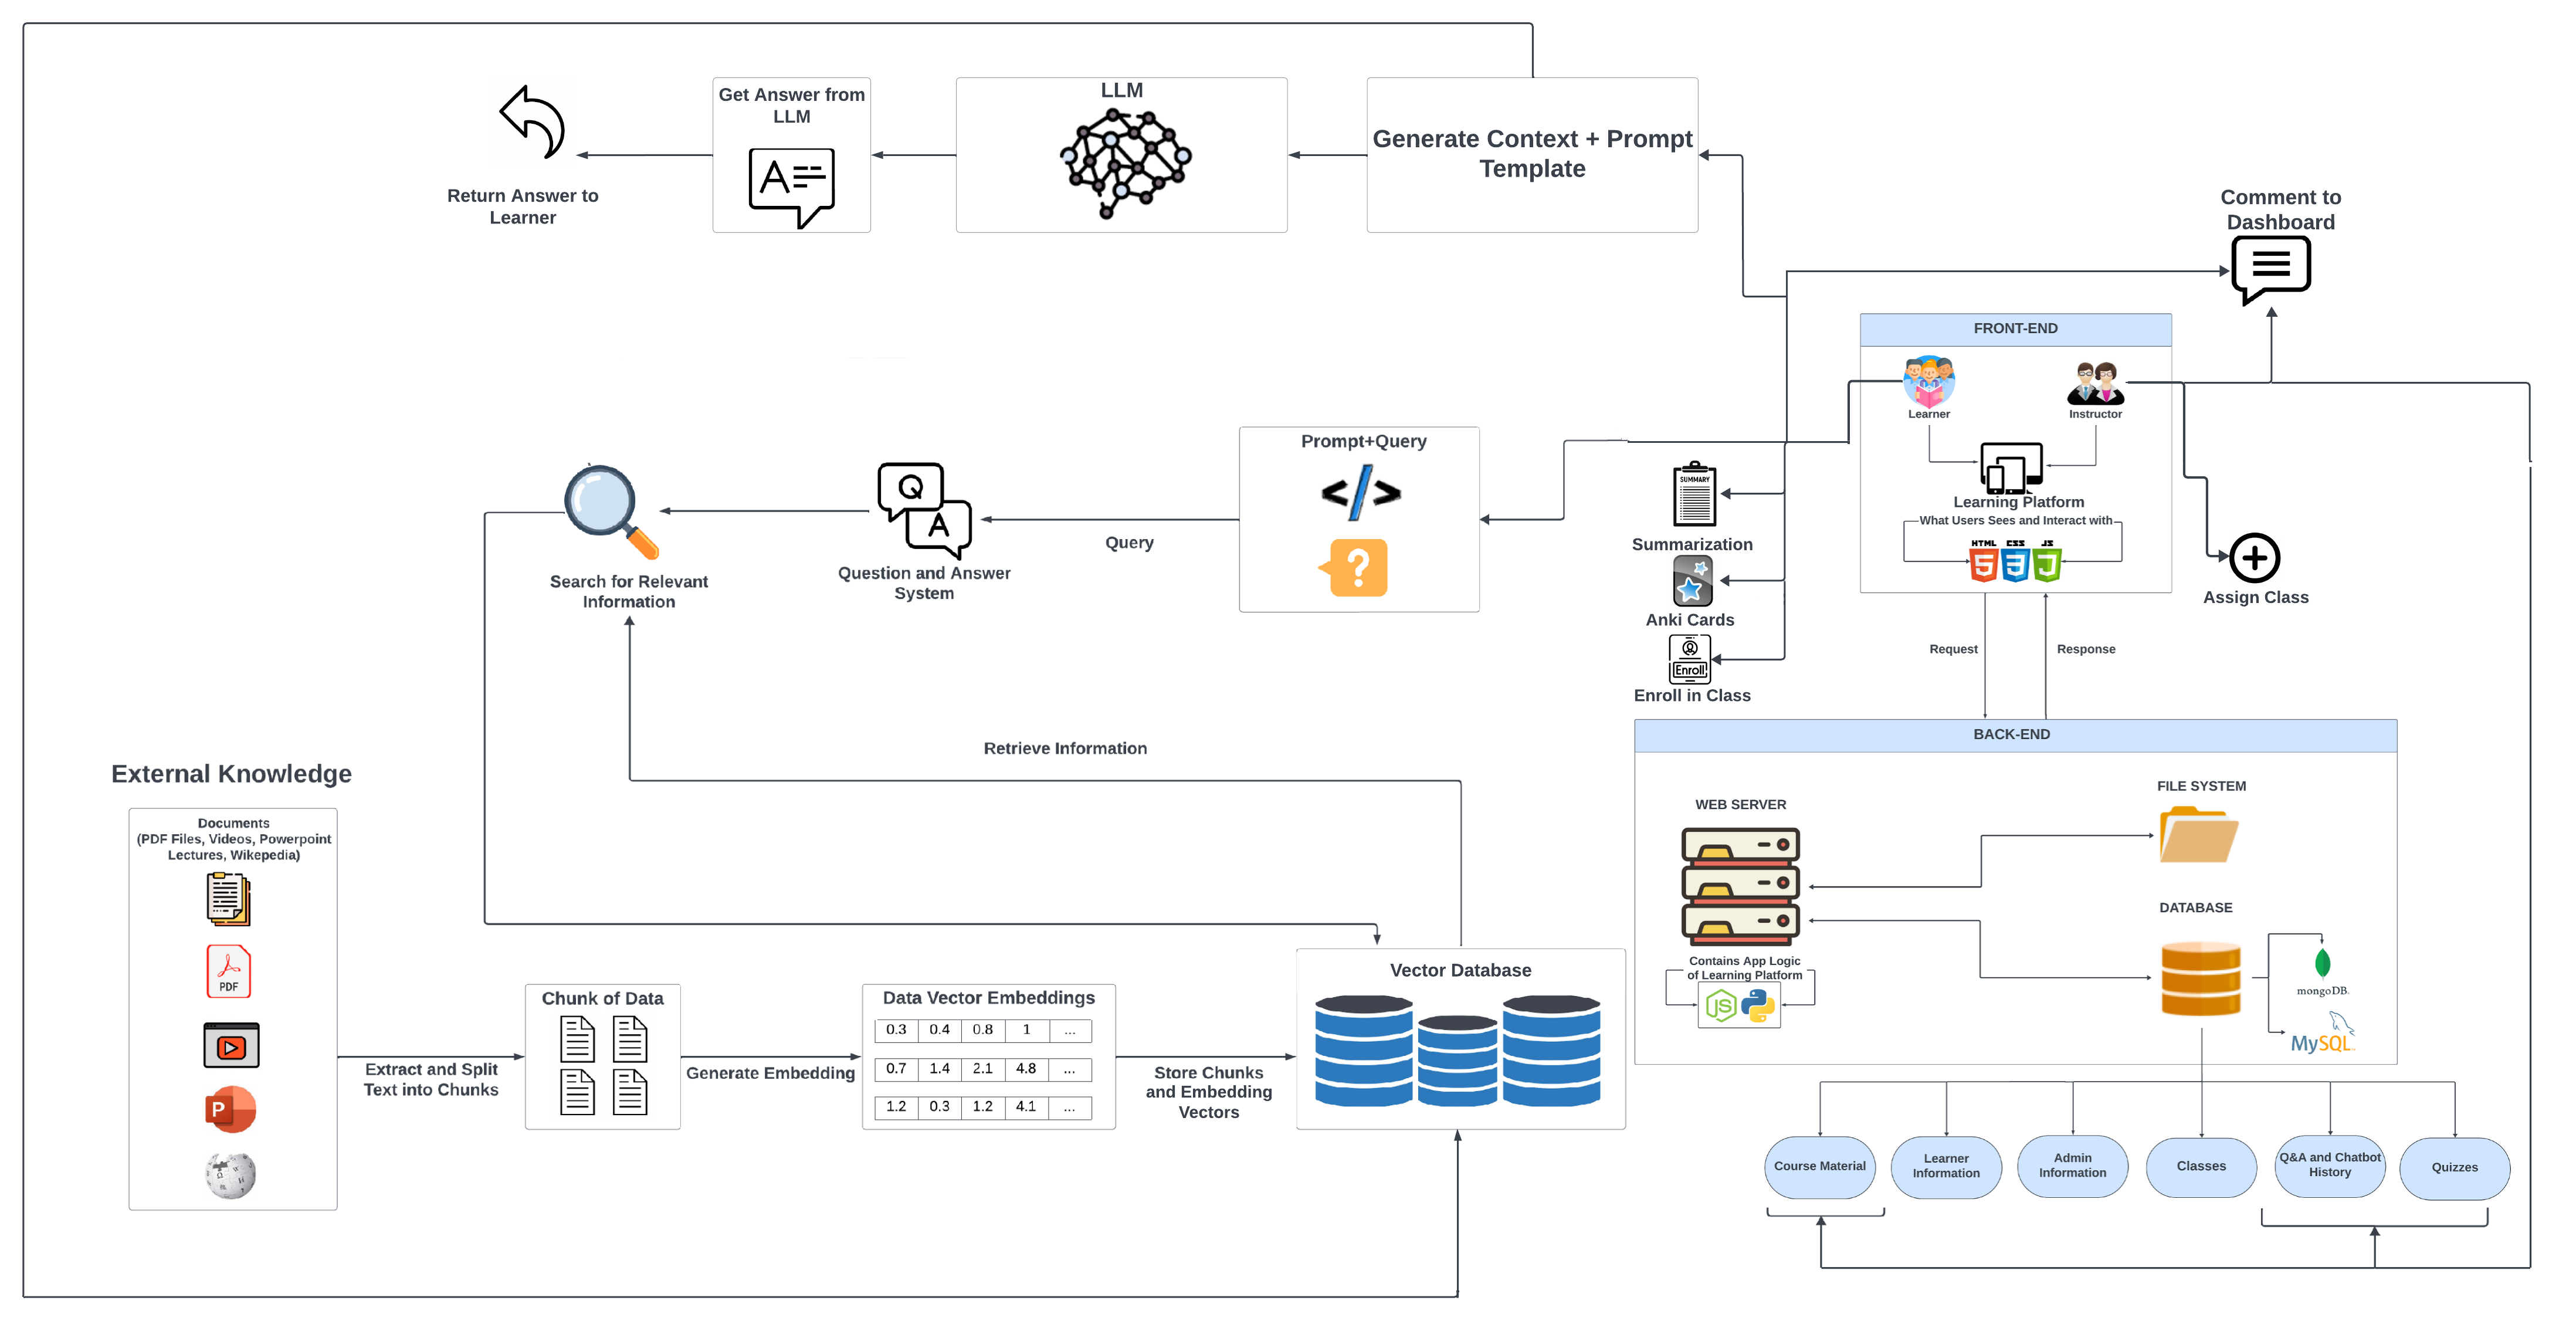 Get Answer from
LLM
LLM
Generate Context + Prompt
Template
Return Answer to
Learner
Comment to
Dashboard
FRONT-END
Learner
Instructor
Learning Platform
What Users Sees and Interact with
HTML CSS JS
Prompt+Query
</>
?
Query
Q
A
Question and Answer
System
Search for Relevant
Information
SUMMARY
Summarization
Anki Cards
Enroll
Enroll in Class
Assign Class
Request
Response
Retrieve Information
BACK-END
WEB SERVER
FILE SYSTEM
DATABASE
Contains App Logic
of Learning Platform
JS
mongoDB.
MySQL
External Knowledge
Documents
(PDF Files, Videos, Powerpoint
Lectures, Wikepedia)
PDF
P
Extract and Split
Text into Chunks
Chunk of Data
Generate Embedding
Data Vector Embeddings
0.3 0.4 0.8 1 ...
0.7 1.4 2.1 4.8 ...
1.2 0.3 1.2 4.1 ...
Store Chunks
and Embedding
Vectors
Vector Database
Course Material
Learner
Information
Admin
Information
Classes
Q&A and Chatbot
History
Quizzes